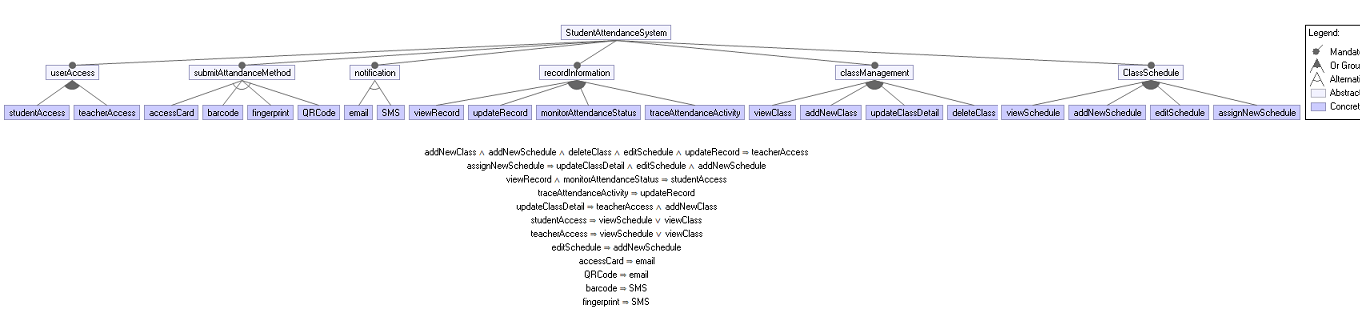 StudentAttendanceSystem
Legend:
userAccess submitAttandanceMethod notification recordInformation classManagement ClassSchedule
Mandat
Or Grou
Alternati
Abstract
Concret
studentAccess teacherAccess accessCard barcode fingerprint QRCode email SMS viewRecord updateRecord monitorAttendanceStatus traceAttendanceActivity viewClass addNewClass updateClassDetail deleteClass viewSchedule addNewSchedule editSchedule assignNewSchedule
addNewClass ∧ addNewSchedule ∧ deleteClass ∧ editSchedule ∧ updateRecord ⇒ teacherAccess
assignNewSchedule ⇒ updateClassDetail ∧ editSchedule ∧ addNewSchedule
viewRecord ∧ monitorAttendanceStatus ⇒ studentAccess
traceAttendanceActivity ⇒ updateRecord
updateClassDetail ⇒ teacherAccess ∧ addNewClass
studentAccess ⇒ viewSchedule ∨ viewClass
teacherAccess ⇒ viewSchedule ∨ viewClass
editSchedule ⇒ addNewSchedule
accessCard ⇒ email
QRCode ⇒ email
barcode ⇒ SMS
fingerprint ⇒ SMS